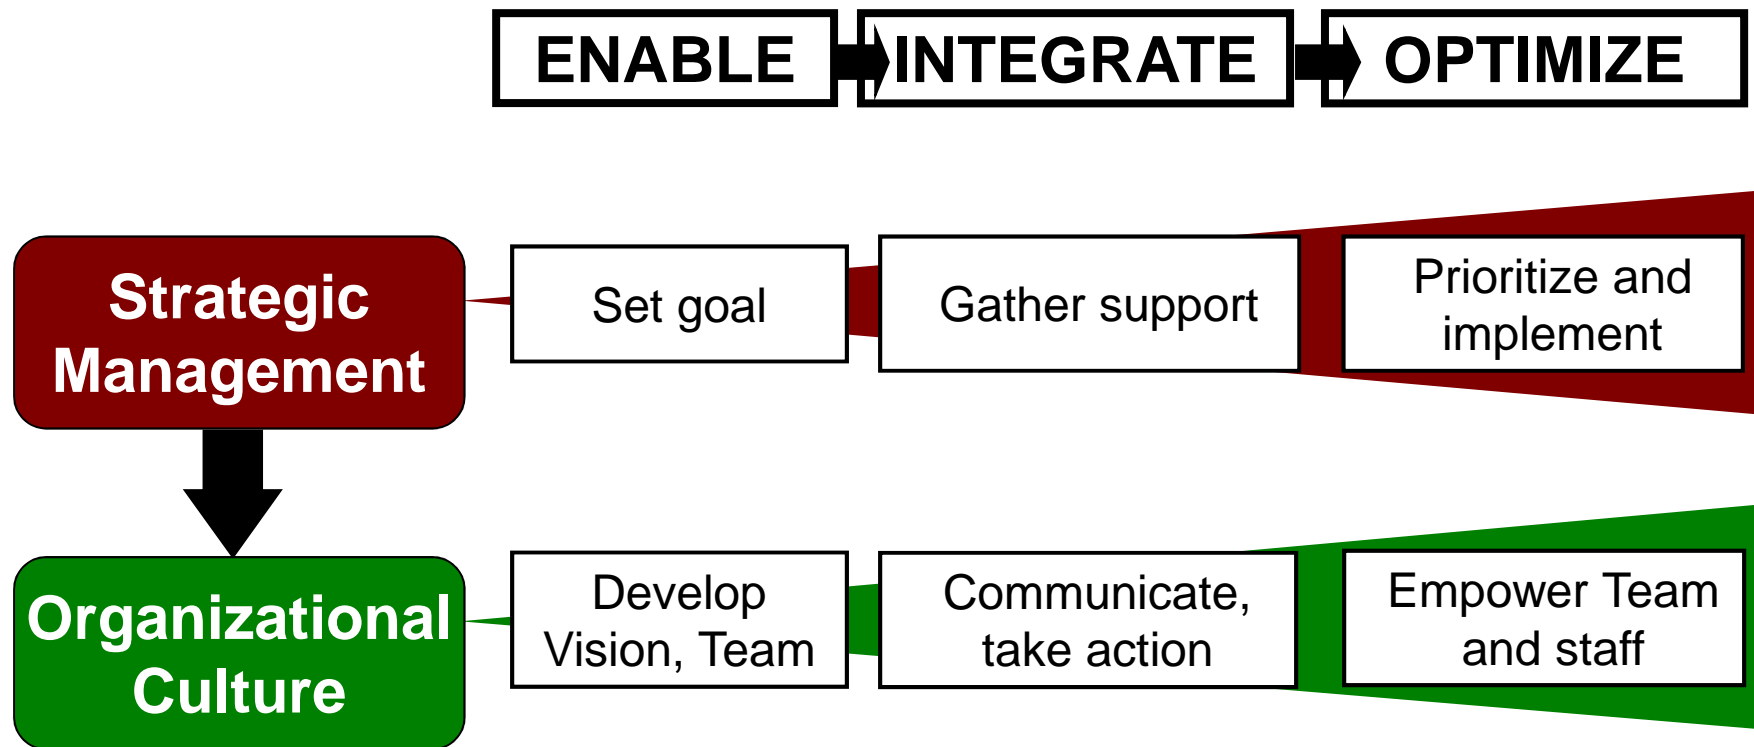 ENABLE INTEGRATE OPTIMIZE
Strategic
Management
Set goal
Gather support
Prioritize and
implement
Organizational
Culture
Develop
Vision, Team
Communicate,
take action
Empower Team
and staff